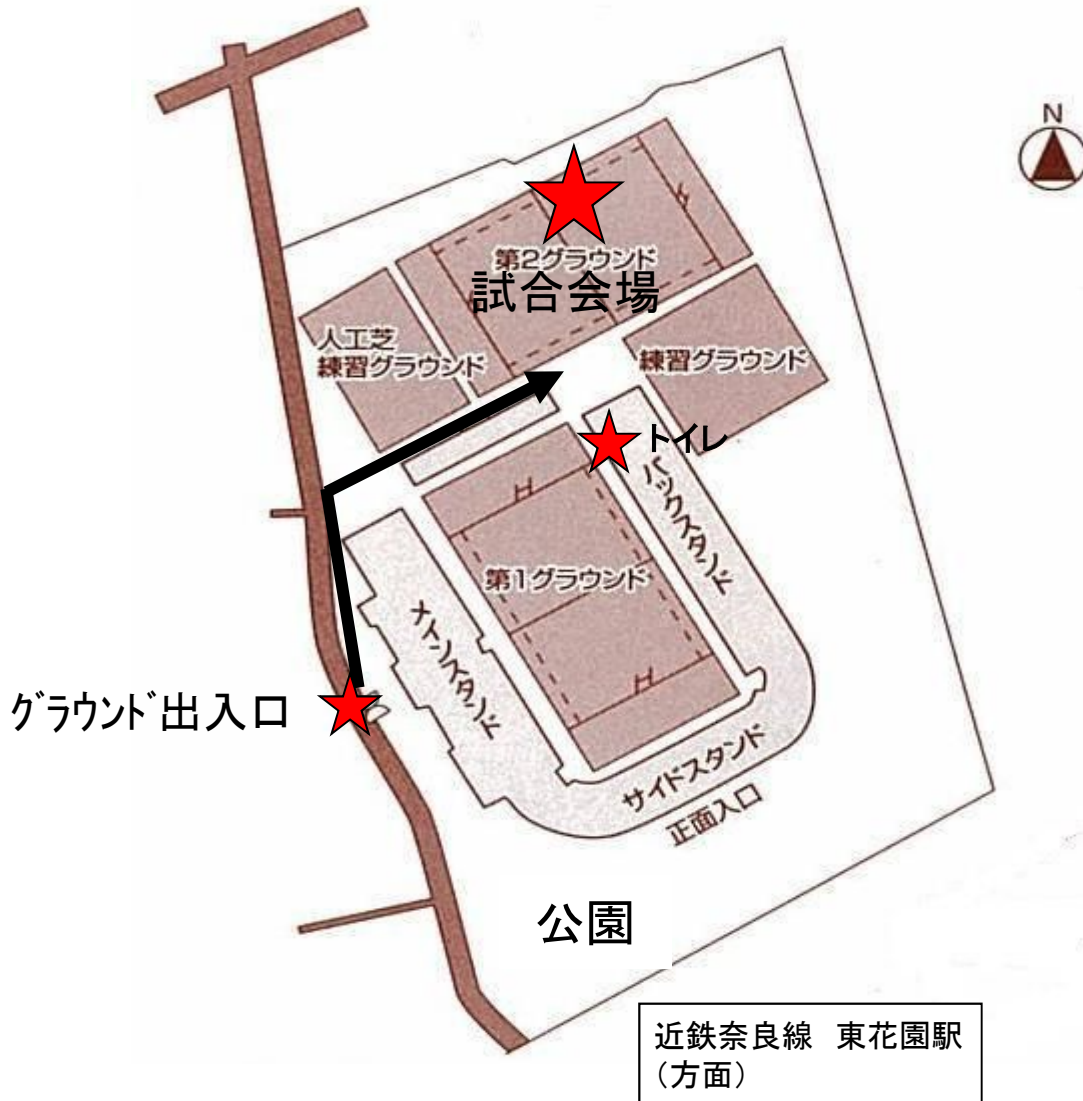 N
第2グラウンド
試合会場
人工芝
練習グラウンド
練習グラウンド
トイレ
バックスタンド
第1グラウンド
メインスタンド
グラウンド出入口
サイドスタンド
正面入口
公園
近鉄奈良線 東花園駅
(方面)